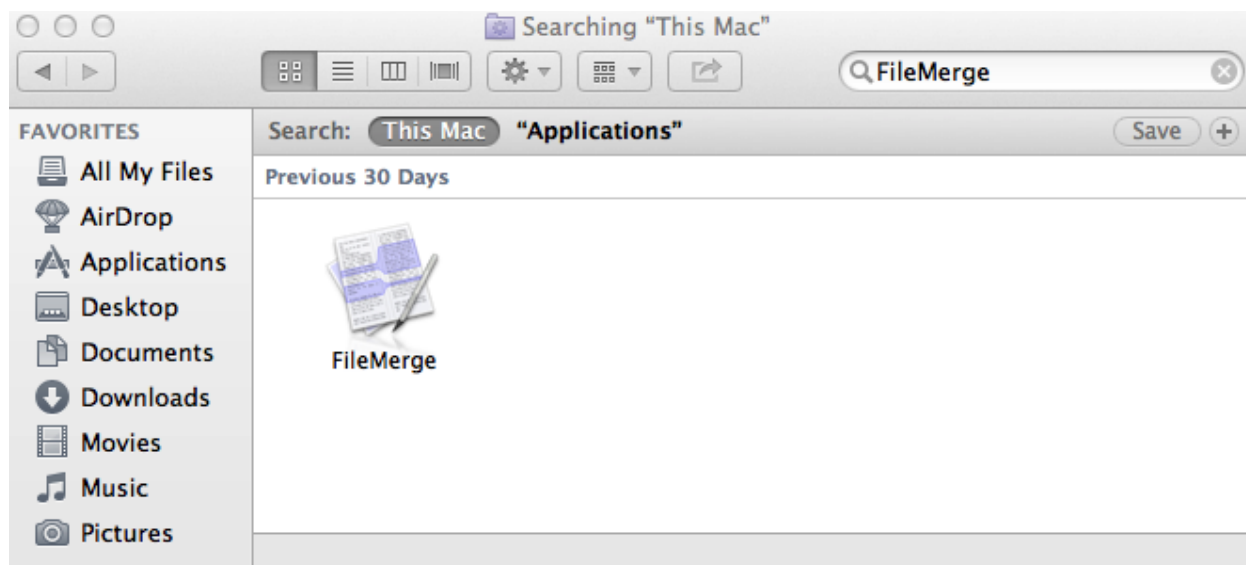 Searching “This Mac”
FileMerge
FAVORITES
Search: This Mac “Applications” Save +
All My Files
Previous 30 Days
AirDrop
Applications
Desktop
Documents
FileMerge
Downloads
Movies
Music
Pictures